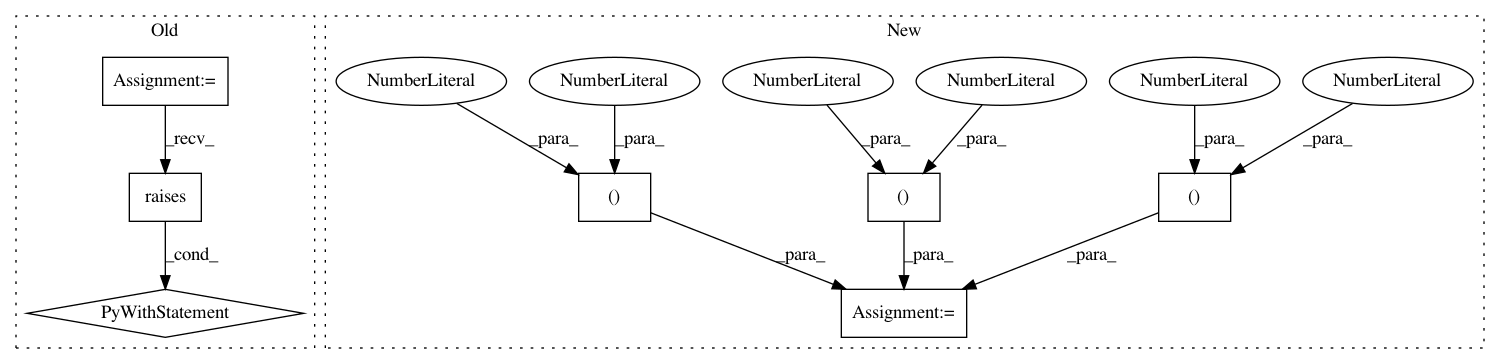 Old
New
Assignment:=
NumberLiteral
NumberLiteral
NumberLiteral
NumberLiteral
NumberLiteral
NumberLiteral
_recv_
_para_
_para_
_para_
_para_
_para_
_para_
raises
()
()
()
_cond_
_para_
_para_
_para_
PyWithStatement
Assignment:=